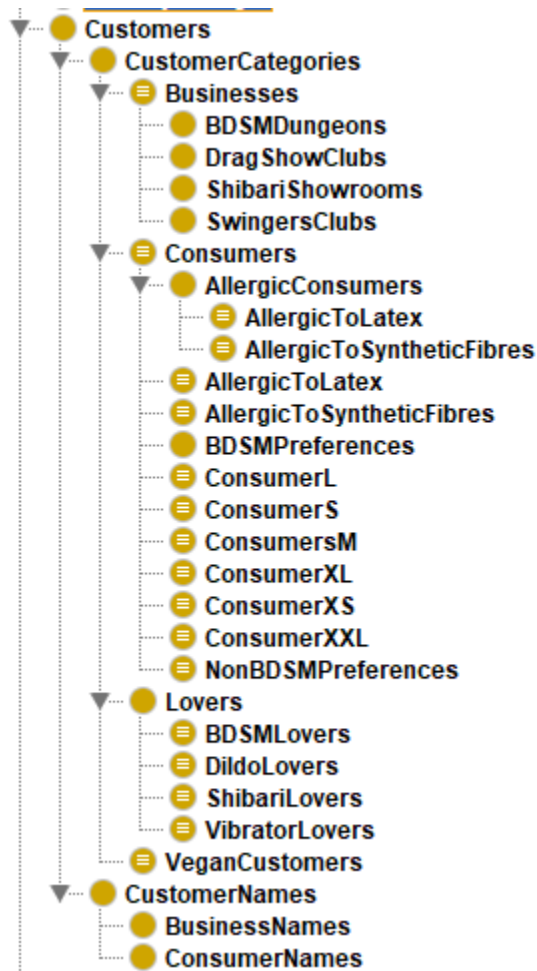 Customers
CustomerCategories
Businesses
BDSMDungeons
DragShowClubs
ShibariShowrooms
SwingersClubs
Consumers
AllergicConsumers
AllergicToLatex
AllergicToSyntheticFibres
AllergicToLatex
AllergicToSyntheticFibres
BDSMPreferences
ConsumerL
ConsumerS
ConsumersM
ConsumerXL
ConsumerXS
ConsumerXXL
NonBDSMPreferences
Lovers
BDSMLovers
DildoLovers
ShibariLovers
VibratorLovers
VeganCustomers
CustomerNames
BusinessNames
ConsumerNames